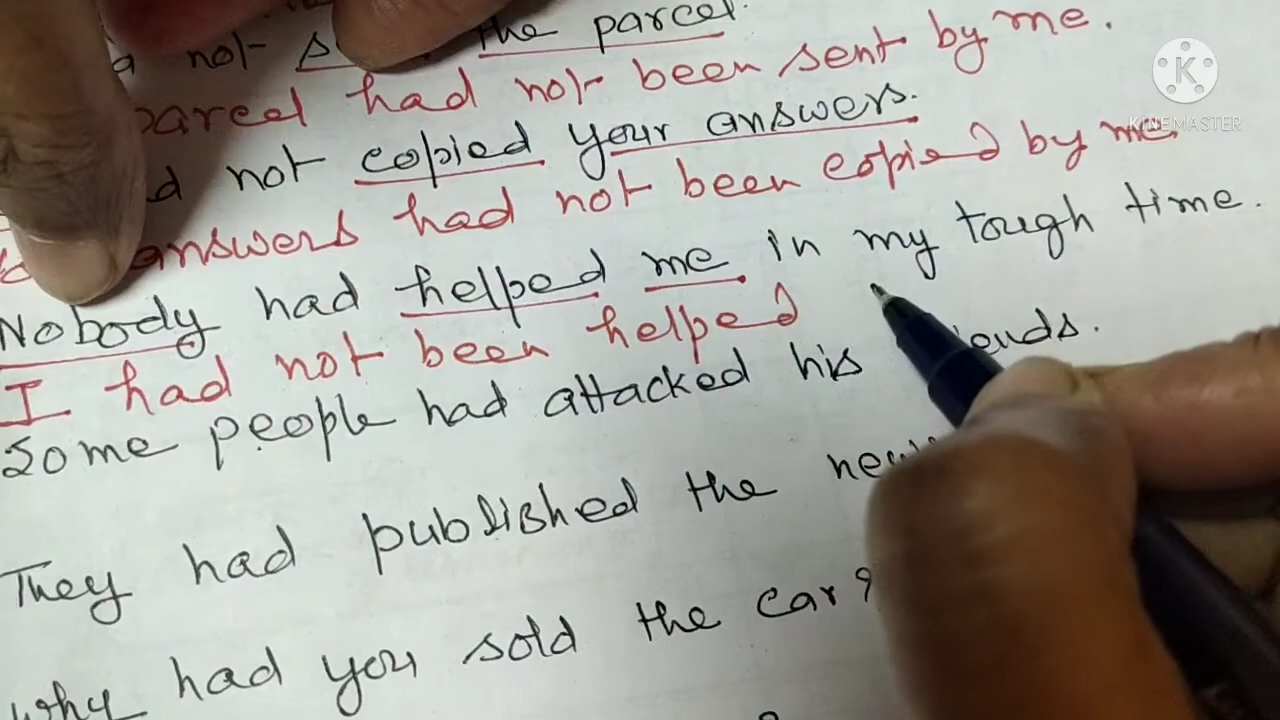 not the parcel.
parcel had not been sent by me.
not copied your answers.
answers had not been copied by me
Nobody had helped me in my tough time.
I had not been helped
Some people had attacked his
They had published the
Why had you sold the car?
KINEMASTER